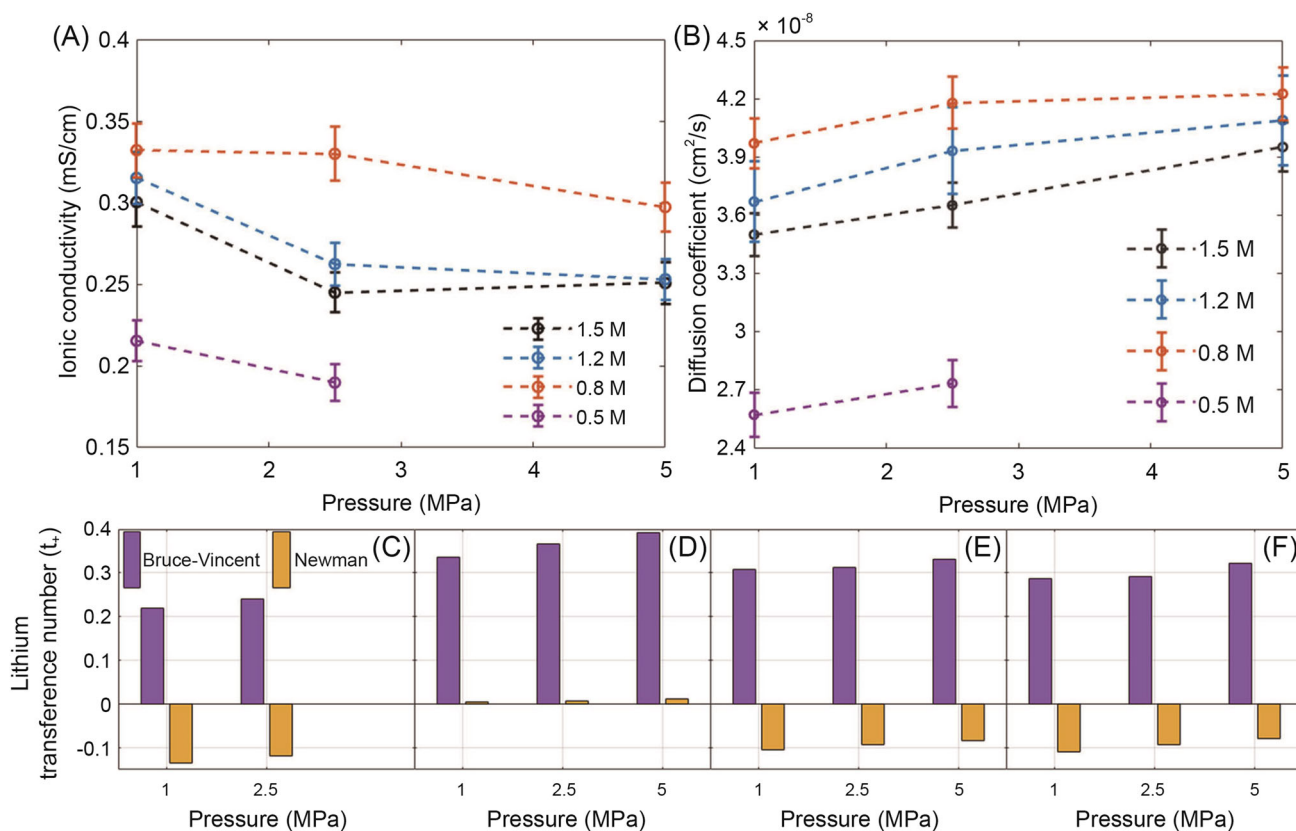 (A)
0.4
0.35
0.3
0.25
0.2
0.15
Ionic conductivity (mS/cm)
1.5 M
1.2 M
0.8 M
0.5 M
1 2 3 4 5
Pressure (MPa)
(B)
× 10⁻⁸
4.5
4.2
3.9
3.6
3.3
3
2.7
2.4
Diffusion coefficient (cm²/s)
1.5 M
1.2 M
0.8 M
0.5 M
1 2 3 4 5
Pressure (MPa)
Lithium
transference number (t₊)
0.4
0.3
0.2
0.1
0
-0.1
Bruce-Vincent Newman (C)
1 2.5
Pressure (MPa)
(D)
1 2.5 5
Pressure (MPa)
(E)
1 2.5 5
Pressure (MPa)
(F)
1 2.5 5
Pressure (MPa)